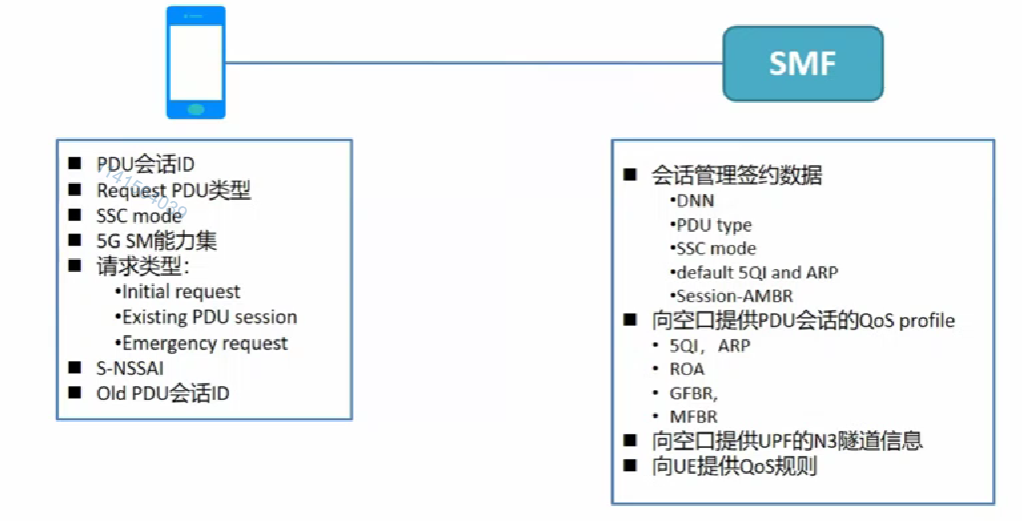 SMF
PDU会话ID
Request PDU类型
SSC mode
5G SM能力集
请求类型：
•Initial request
•Existing PDU session
•Emergency request
S-NSSAI
Old PDU会话ID
会话管理签约数据
•DNN
•PDU type
•SSC mode
•default 5QI and ARP
•Session-AMBR
向空口提供PDU会话的QoS profile
• 5QI，ARP
• ROA
• GFBR,
• MFBR
向空口提供UPF的N3隧道信息
向UE提供QoS规则